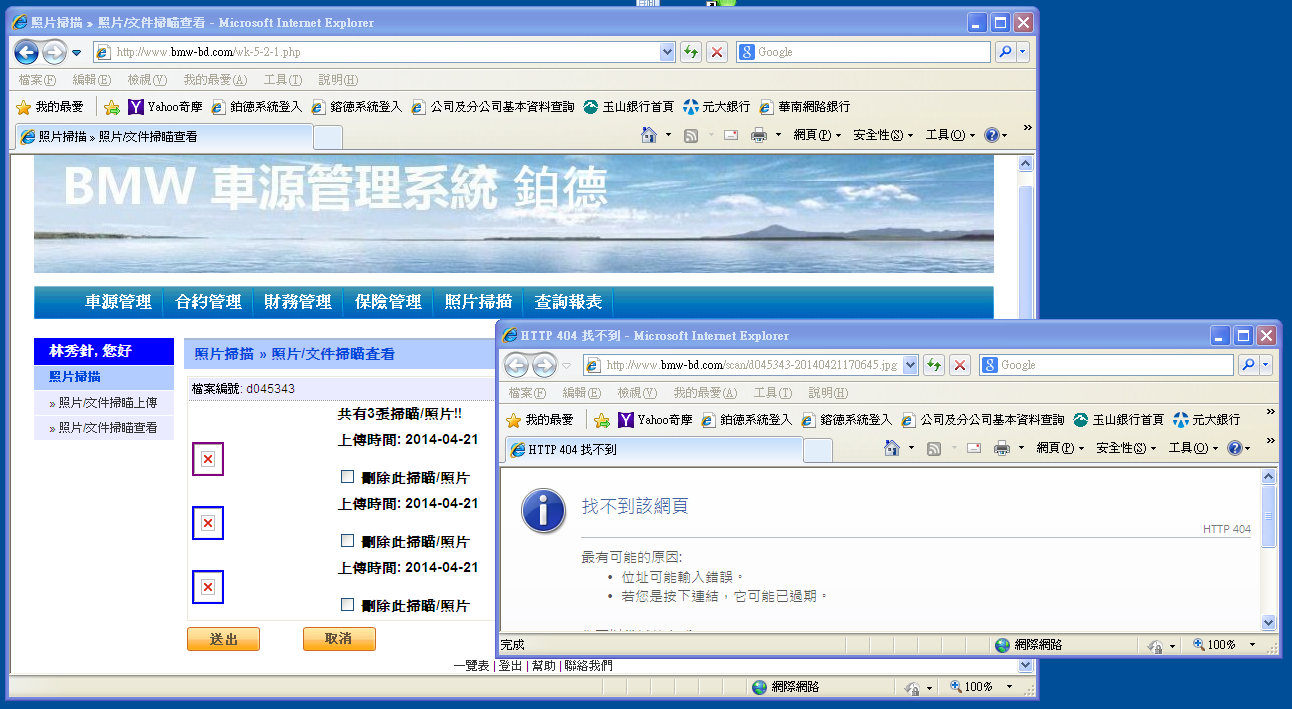 照片掃描 » 照片/文件掃瞄查看 - Microsoft Internet Explorer
http://www.bmw-bd.com/wk-5-2-1.php
Google
檔案(F) 編輯(E) 檢視(V) 我的最愛(A) 工具(T) 說明(H)
我的最愛 Yahoo奇摩 鉑德系統登入 鎔德系統登入 公司及分公司基本資料查詢 玉山銀行首頁 元大銀行 華南網路銀行
照片掃描 » 照片/文件掃瞄查看
網頁(P) 安全性(S) 工具(O) »
BMW 車源管理系統 鉑德
車源管理 合約管理 財務管理 保險管理 照片掃描 查詢報表
林秀針, 您好
照片掃描
» 照片/文件掃瞄上傳
» 照片/文件掃瞄查看
照片掃描 » 照片/文件掃瞄查看
檔案編號: d045343
共有3張掃瞄/照片!!
上傳時間: 2014-04-21
刪除此掃瞄/照片
上傳時間: 2014-04-21
刪除此掃瞄/照片
上傳時間: 2014-04-21
刪除此掃瞄/照片
送出 取消
一覽表 | 登出 | 幫助 | 聯絡我們
網際網路 100%
HTTP 404 找不到 - Microsoft Internet Explorer
http://www.bmw-bd.com/scan/d045343-20140421170645.jpg
Google
檔案(F) 編輯(E) 檢視(V) 我的最愛(A) 工具(T) 說明(H)
我的最愛 Yahoo奇摩 鉑德系統登入 鎔德系統登入 公司及分公司基本資料查詢 玉山銀行首頁 元大銀行 »
HTTP 404 找不到
網頁(P) 安全性(S) 工具(O) »
找不到該網頁
HTTP 404
最有可能的原因:
• 位址可能輸入錯誤。
• 若您是按下連結，它可能已過期。
完成 網際網路 100%